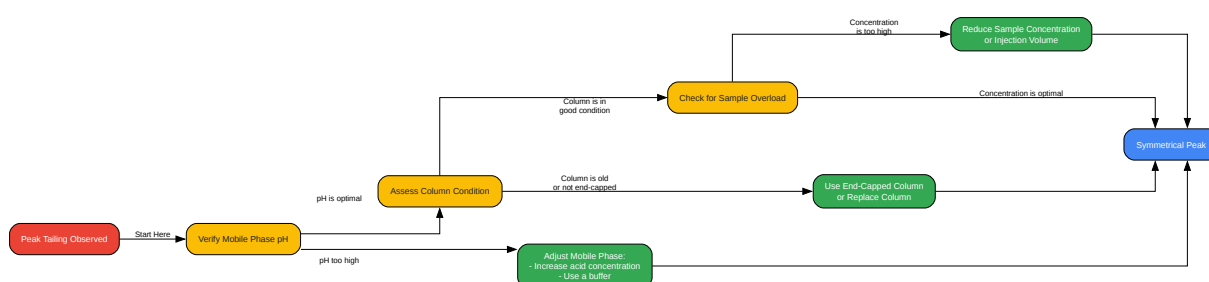 Concentration
is too high
Reduce Sample Concentration
or Injection Volume
Check for Sample Overload
Column is in
good condition
Concentration is optimal
Symmetrical Peak
Assess Column Condition
Column is old
or not end-capped
Use End-Capped Column
or Replace Column
pH is optimal
Peak Tailing Observed
Start Here
Verify Mobile Phase pH
pH too high
Adjust Mobile Phase:
- Increase acid concentration
- Use a buffer